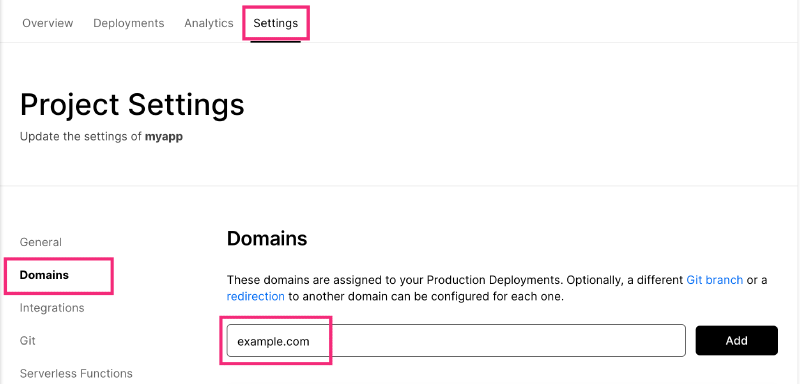 Overview Deployments Analytics Settings
Project Settings
Update the settings of myapp
General
Domains
Integrations
Git
Serverless Functions
Domains
These domains are assigned to your Production Deployments. Optionally, a different Git branch or a
redirection to another domain can be configured for each one.
example.com Add